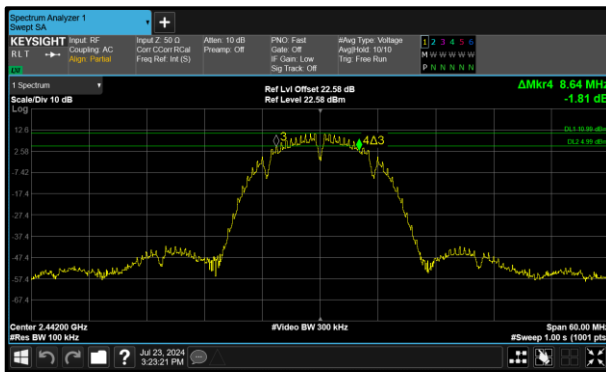 Spectrum Analyzer 1
Swept SA
KEYSIGHT
RLT
Input: RF
Coupling: AC
Align: Partial
Input Z: 50 Ω
Corr CCorr RCal
Freq Ref: Int (S)
Atten: 10 dB
Preamp: Off
PNO: Fast
Gate: Off
IF Gain: Low
Sig Track: Off
#Avg Type: Voltage
Avg|Hold: 10/10
Trig: Free Run
1 2 3 4 5 6
M W W W W W
P N N N N N
1 Spectrum
Scale/Div 10 dB
Log
Ref Lvl Offset 22.58 dB
Ref Level 22.58 dBm
ΔMkr4 8.64 MHz
-1.81 dB
DL1 10.99 dBm
DL2 4.99 dBm
3
4Δ3
12.6
2.58
-7.42
-17.4
-27.4
-37.4
-47.4
-57.4
-67.4
Center 2.44200 GHz
#Video BW 300 kHz
Span 60.00 MHz
#Res BW 100 kHz
#Sweep 1.00 s (1001 pts)
Jul 23, 2024
3:23:21 PM